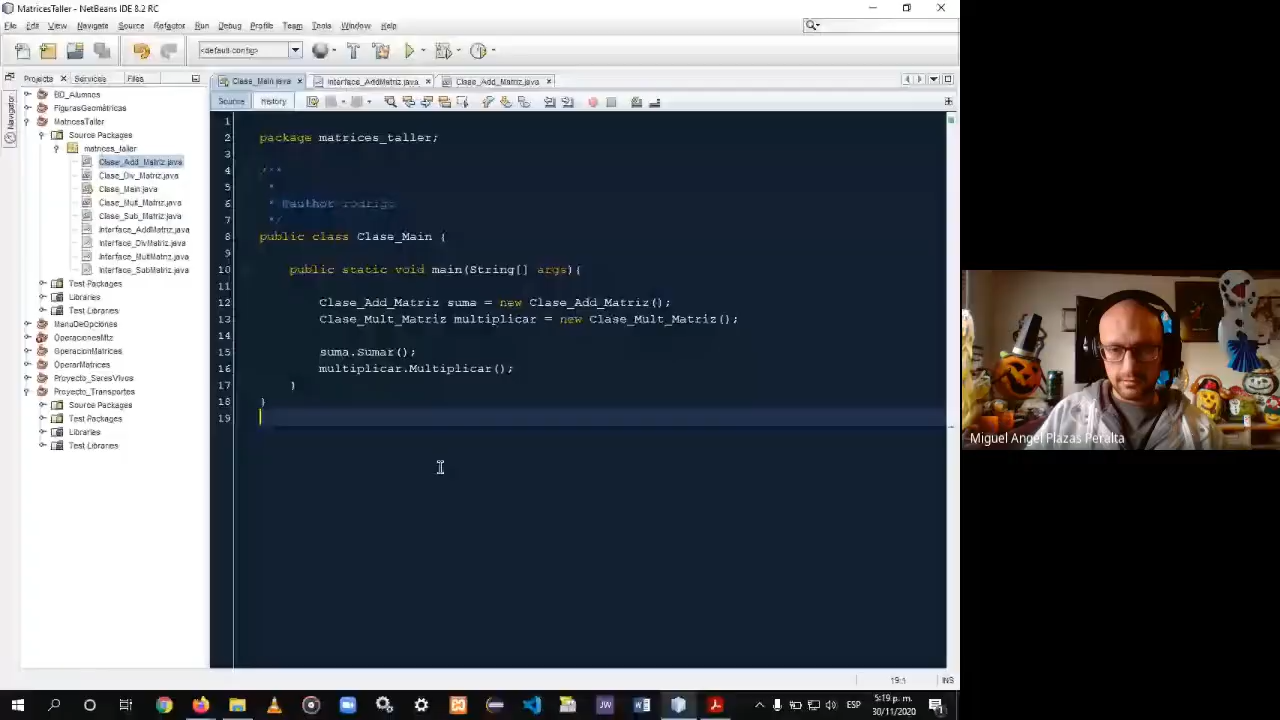 MatricesTaller - NetBeans IDE 8.2 RC
File Edit View Navigate Source Refactor Run Debug Profile Team Tools Window Help
<default config>
Projects Services Files
Clase_Main.java Interface_AddMatriz.java Clase_Add_Matriz.java
Source History
Navigator
BD_Alumnos
FigurasGeométricas
MatricesTaller
Source Packages
matrices_taller
Clase_Add_Matriz.java
Clase_Div_Matriz.java
Clase_Main.java
Clase_Mult_Matriz.java
Clase_Sub_Matriz.java
Interface_AddMatriz.java
Interface_DivMatriz.java
Interface_MultMatriz.java
Interface_SubMatriz.java
Test Packages
Libraries
Test Libraries
MenuDeOpciones
OperacionesMtz
OperacionMatrices
OperarMatrices
Proyecto_SeresVivos
Proyecto_Transportes
Source Packages
Test Packages
Libraries
Test Libraries
1
2 package matrices_taller;
3
4 /**
5 *
6 * @author rodrigo
7 */
8 public class Clase_Main {
9
10 public static void main(String[] args){
11
12 Clase_Add_Matriz suma = new Clase_Add_Matriz();
13 Clase_Mult_Matriz multiplicar = new Clase_Mult_Matriz();
14
15 suma.Sumar();
16 multiplicar.Multiplicar();
17 }
18 }
19
19:1 INS
Miguel Angel Plazas Peralta
JW
ESP
5:19 p. m.
30/11/2020